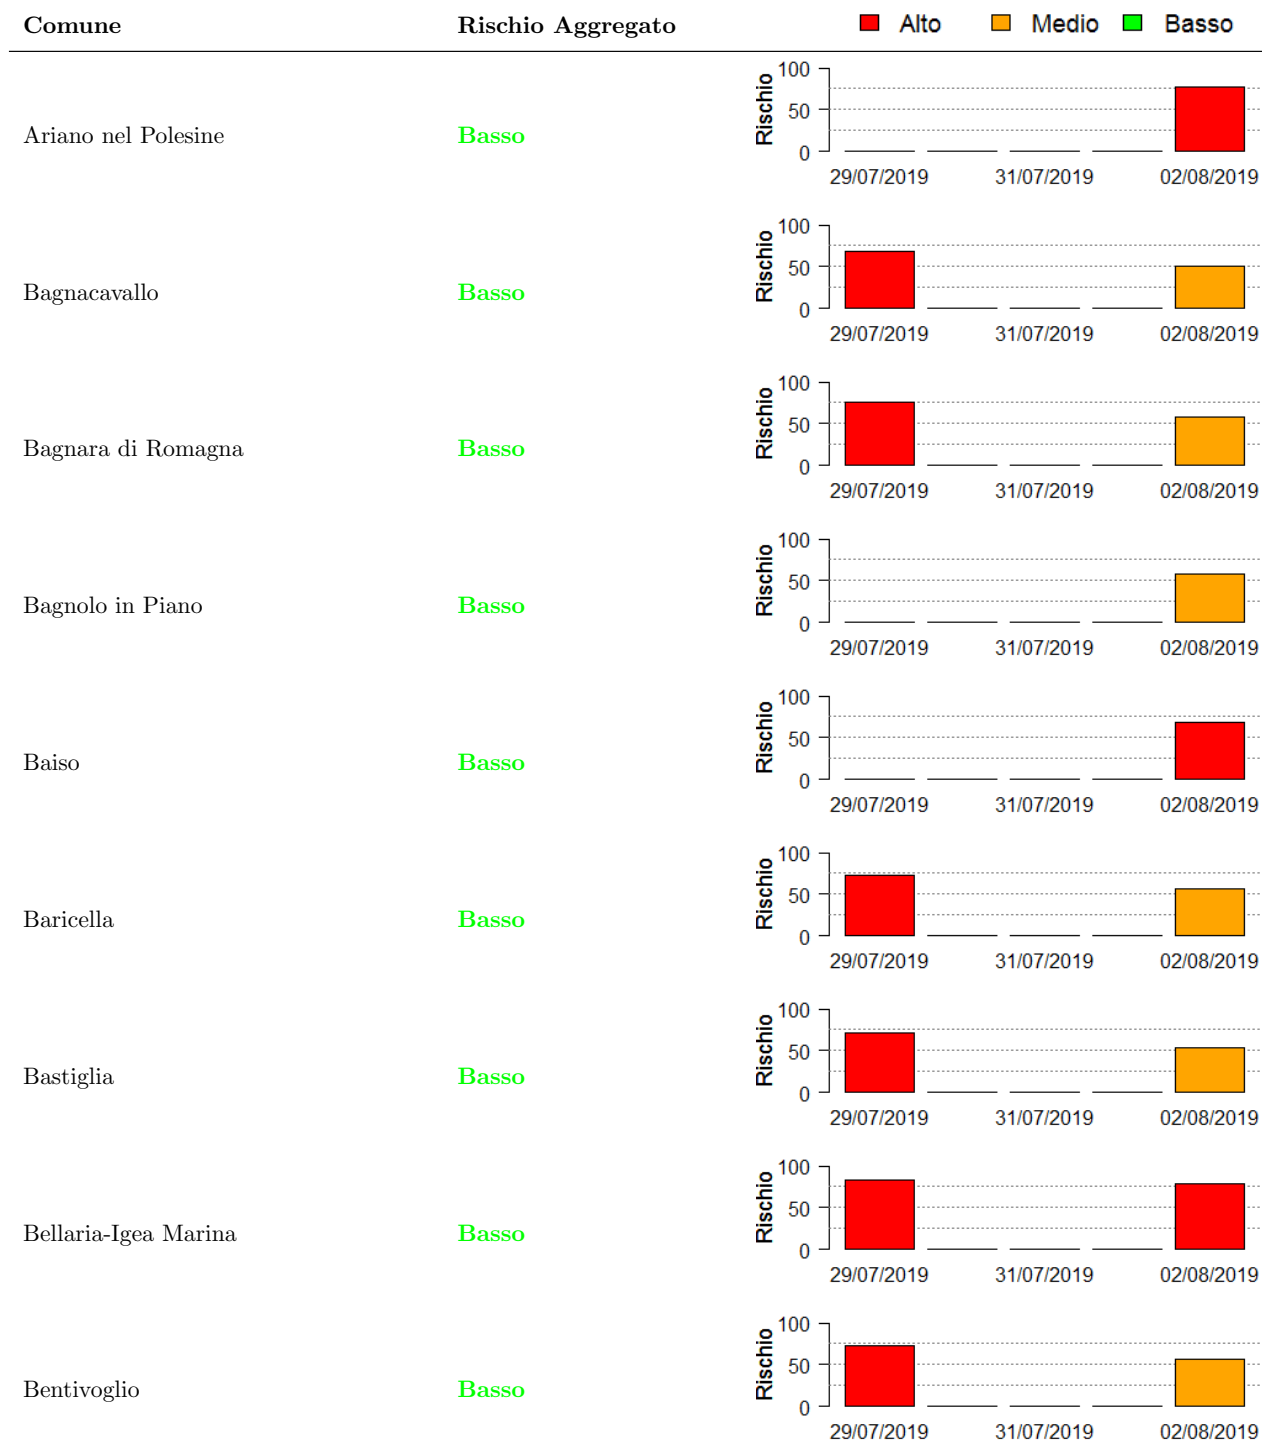 Comune Rischio Aggregato Alto Medio Basso
100
50
0
Rischio
Ariano nel Polesine Basso
29/07/2019 31/07/2019 02/08/2019
100
50
0
Rischio
Bagnacavallo Basso
29/07/2019 31/07/2019 02/08/2019
100
50
0
Rischio
Bagnara di Romagna Basso
29/07/2019 31/07/2019 02/08/2019
100
50
0
Rischio
Bagnolo in Piano Basso
29/07/2019 31/07/2019 02/08/2019
100
50
0
Rischio
Baiso Basso
29/07/2019 31/07/2019 02/08/2019
100
50
0
Rischio
Baricella Basso
29/07/2019 31/07/2019 02/08/2019
100
50
0
Rischio
Bastiglia Basso
29/07/2019 31/07/2019 02/08/2019
100
50
0
Rischio
Bellaria-Igea Marina Basso
29/07/2019 31/07/2019 02/08/2019
100
50
0
Rischio
Bentivoglio Basso
29/07/2019 31/07/2019 02/08/2019